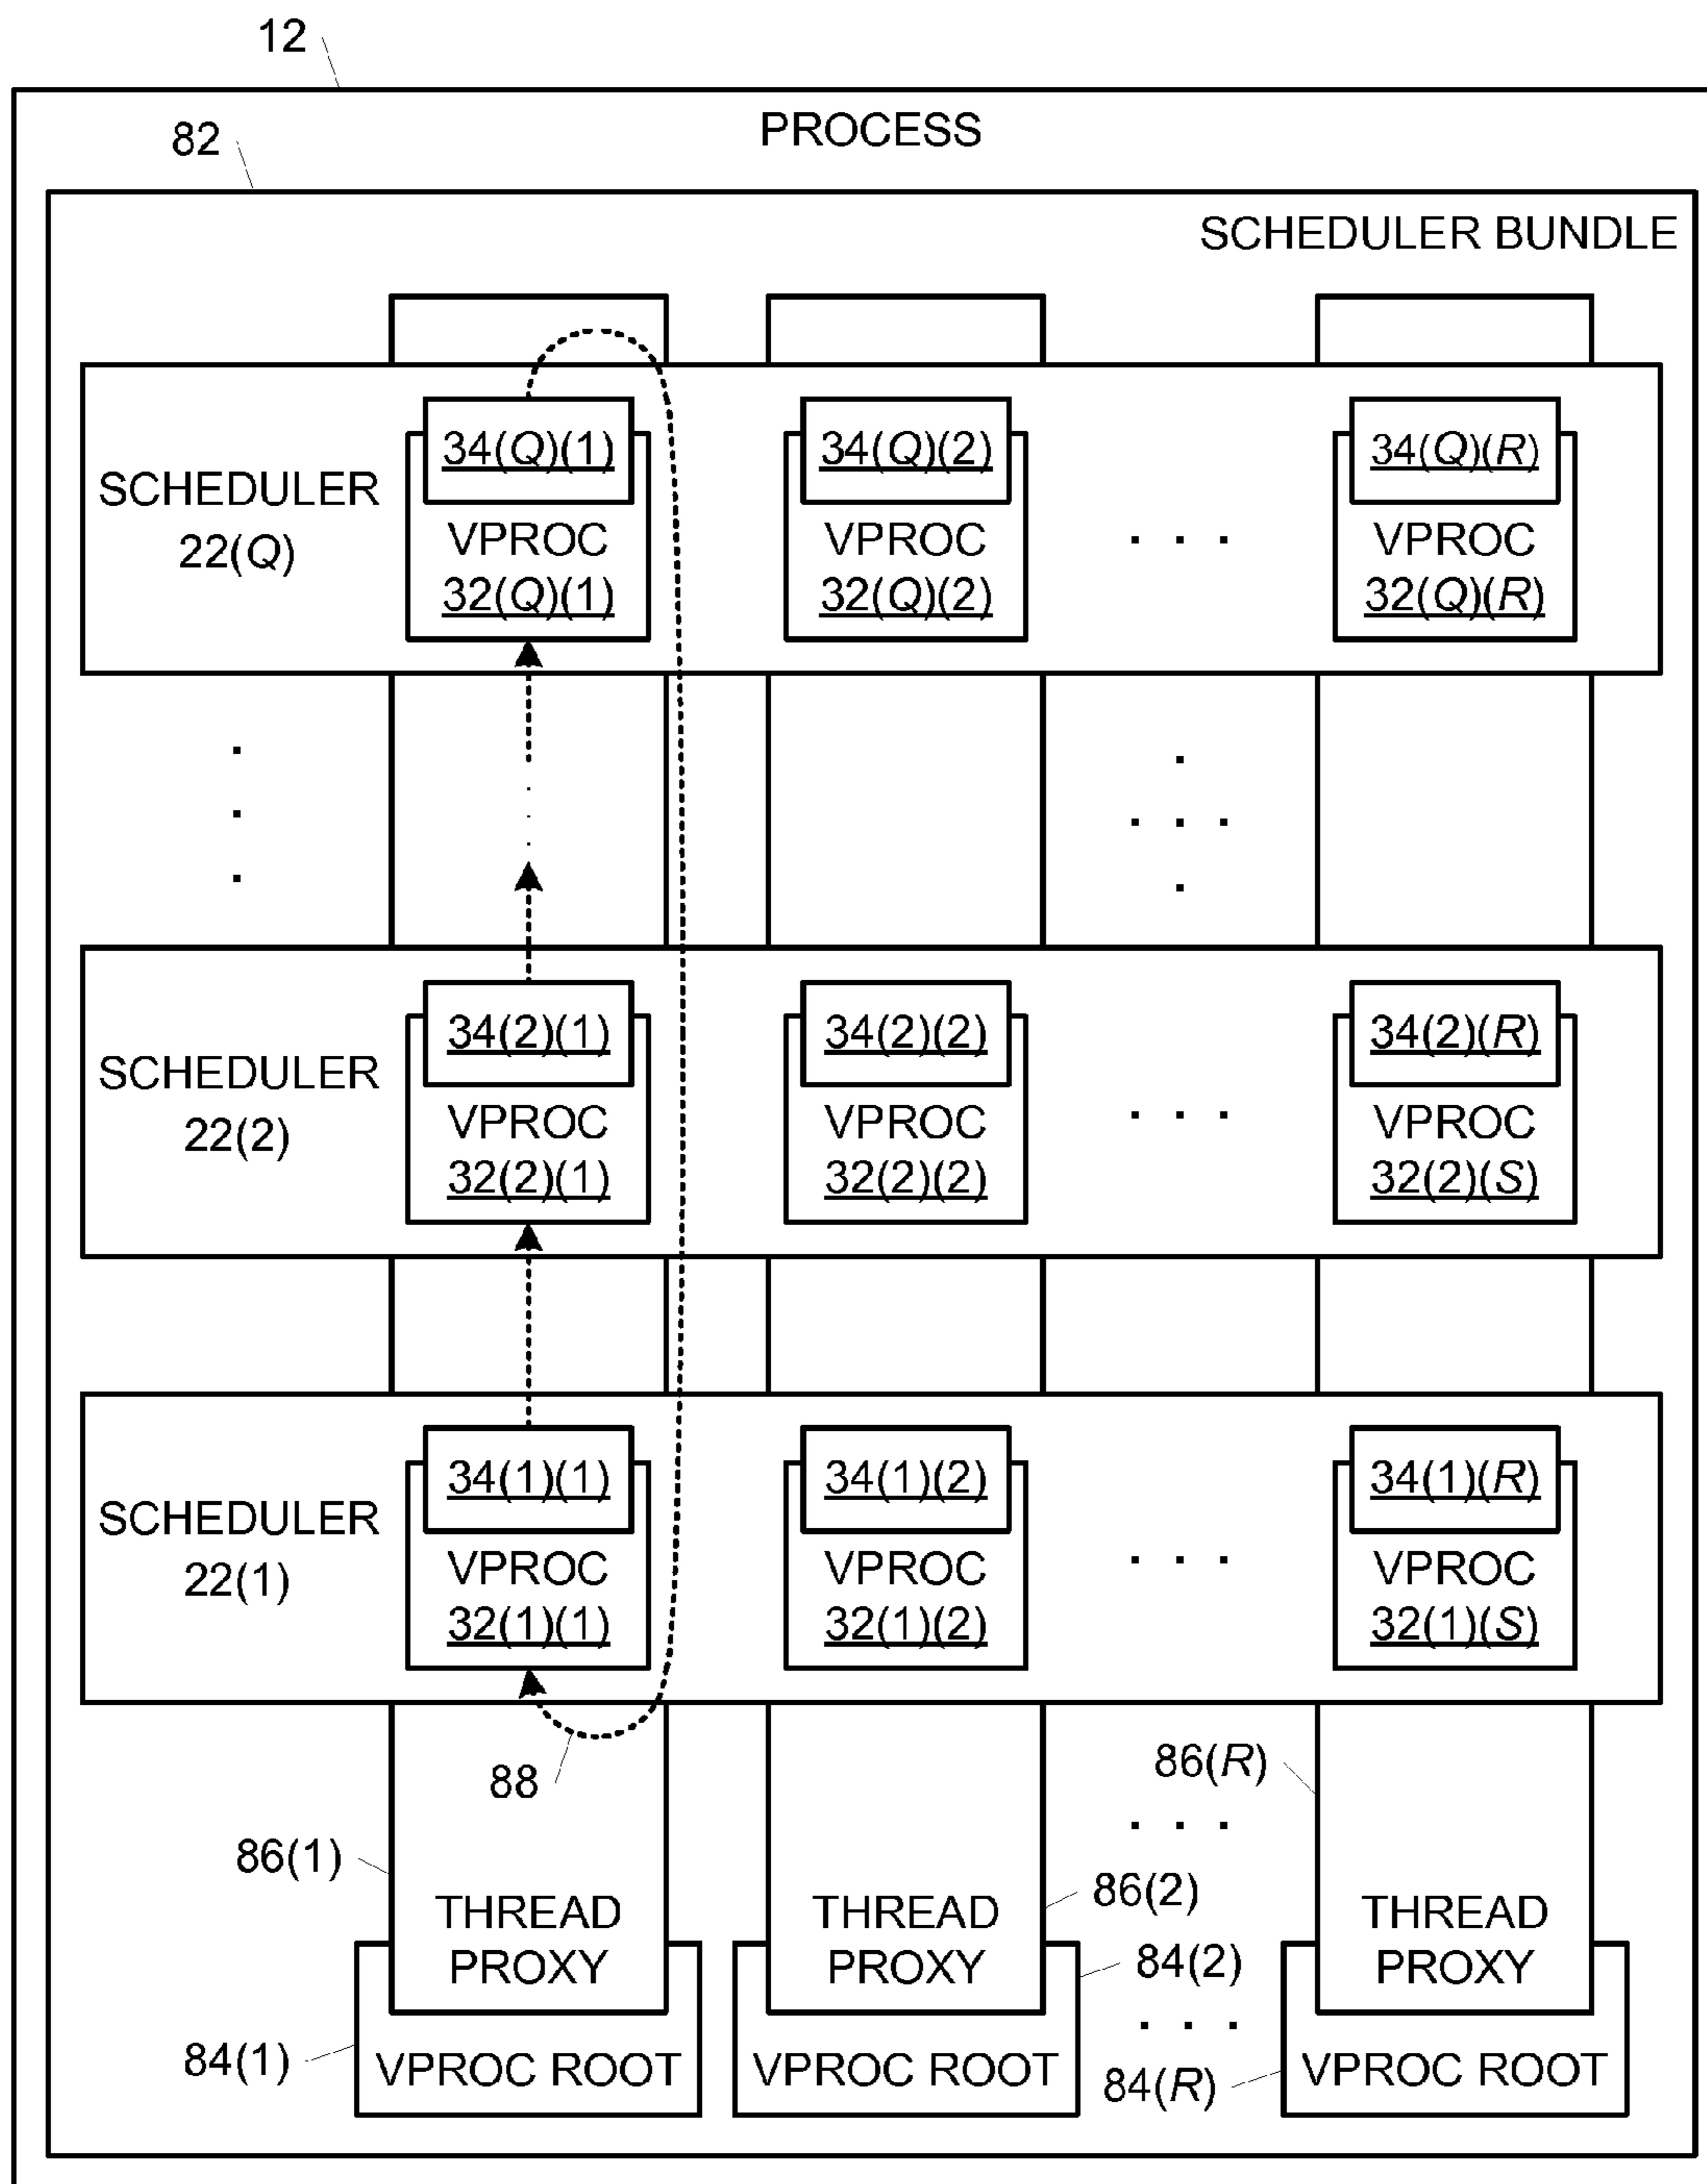 12
PROCESS
82
SCHEDULER BUNDLE
34(Q)(1)
34(Q)(2)
34(Q)(R)
SCHEDULER
22(Q)
VPROC
32(Q)(1)
VPROC
32(Q)(2)
. . .
VPROC
32(Q)(R)
34(2)(1)
34(2)(2)
34(2)(R)
SCHEDULER
22(2)
VPROC
32(2)(1)
VPROC
32(2)(2)
. . .
VPROC
32(2)(S)
34(1)(1)
34(1)(2)
34(1)(R)
SCHEDULER
22(1)
VPROC
32(1)(1)
VPROC
32(1)(2)
. . .
VPROC
32(1)(S)
88
86(R)
. . .
86(1)
86(2)
THREAD
PROXY
THREAD
PROXY
THREAD
PROXY
84(2)
. . .
84(1)
VPROC ROOT
VPROC ROOT
84(R)
VPROC ROOT